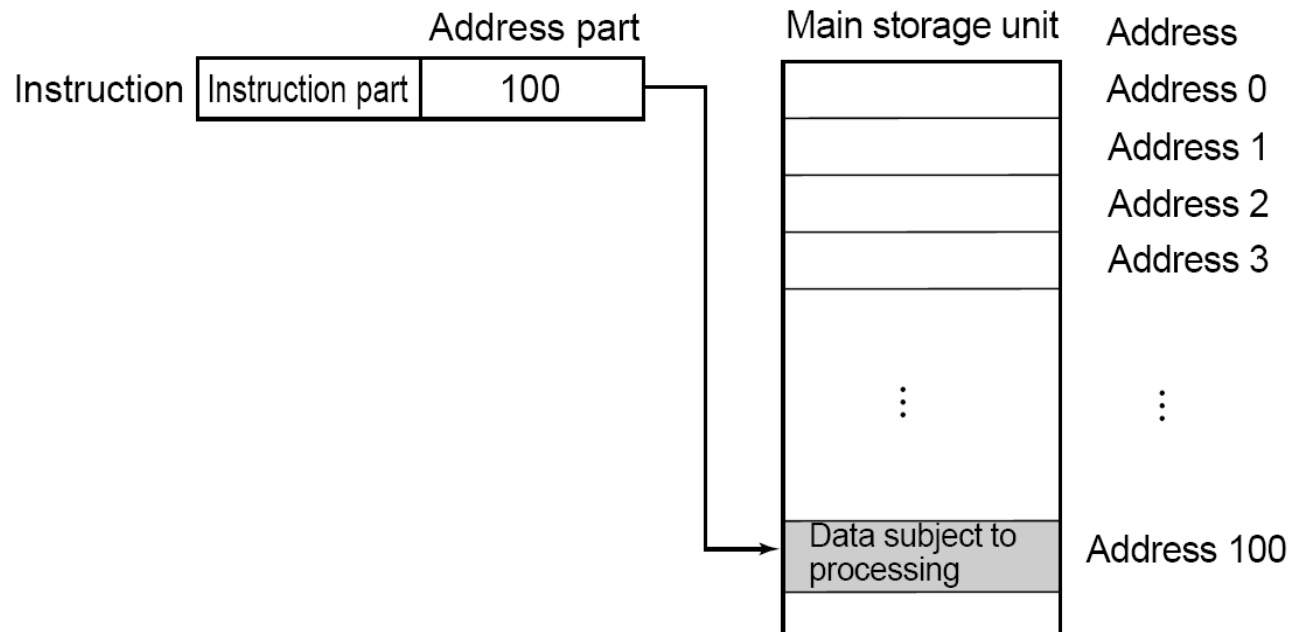 Address part
Instruction
Instruction part
100
Main storage unit
Address
Address 0
Address 1
Address 2
Address 3
⋮
⋮
Data subject to
processing
Address 100